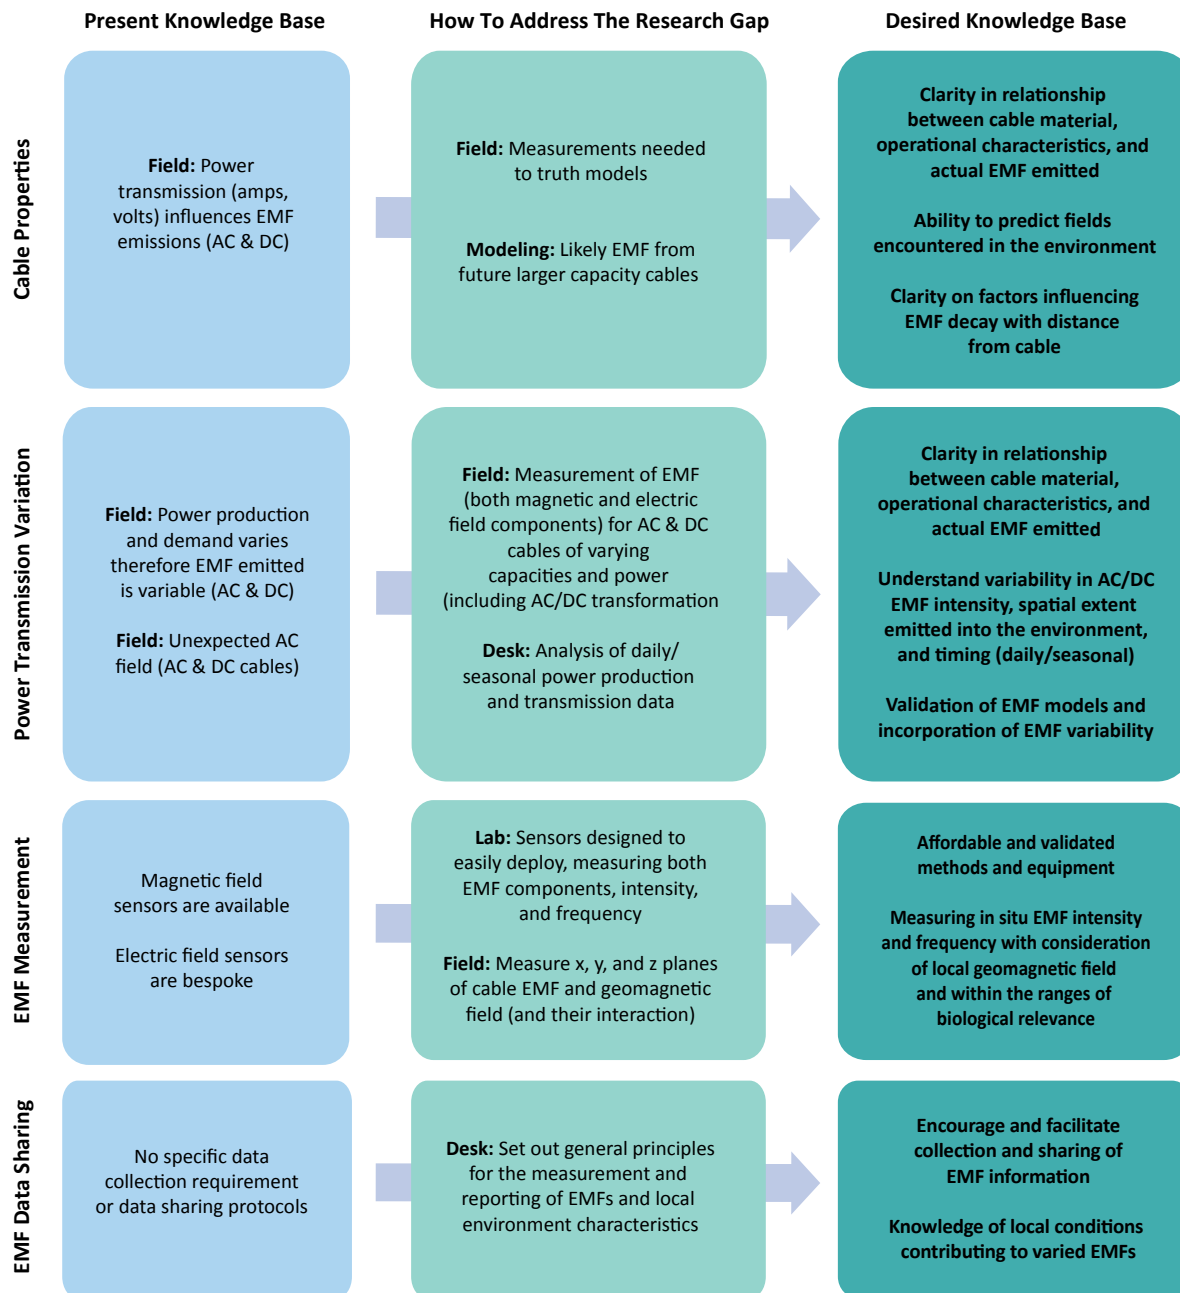 Present Knowledge Base
How To Address The Research Gap
Desired Knowledge Base
Cable Properties
Field: Power
transmission (amps,
volts) influences EMF
emissions (AC & DC)
Field: Measurements needed
to truth models
Modeling: Likely EMF from
future larger capacity cables
Clarity in relationship
between cable material,
operational characteristics, and
actual EMF emitted
Ability to predict fields
encountered in the environment
Clarity on factors influencing
EMF decay with distance
from cable
Power Transmission Variation
Field: Power production
and demand varies
therefore EMF emitted
is variable (AC & DC)
Field: Unexpected AC
field (AC & DC cables)
Field: Measurement of EMF
(both magnetic and electric
field components) for AC & DC
cables of varying
capacities and power
(including AC/DC transformation
Desk: Analysis of daily/
seasonal power production
and transmission data
Clarity in relationship
between cable material,
operational characteristics, and
actual EMF emitted
Understand variability in AC/DC
EMF intensity, spatial extent
emitted into the environment,
and timing (daily/seasonal)
Validation of EMF models and
incorporation of EMF variability
EMF Measurement
Magnetic field
sensors are available
Electric field sensors
are bespoke
Lab: Sensors designed to
easily deploy, measuring both
EMF components, intensity,
and frequency
Field: Measure x, y, and z planes
of cable EMF and geomagnetic
field (and their interaction)
Affordable and validated
methods and equipment
Measuring in situ EMF intensity
and frequency with consideration
of local geomagnetic field
and within the ranges of
biological relevance
EMF Data Sharing
No specific data
collection requirement
or data sharing protocols
Desk: Set out general principles
for the measurement and
reporting of EMFs and local
environment characteristics
Encourage and facilitate
collection and sharing of
EMF information
Knowledge of local conditions
contributing to varied EMFs